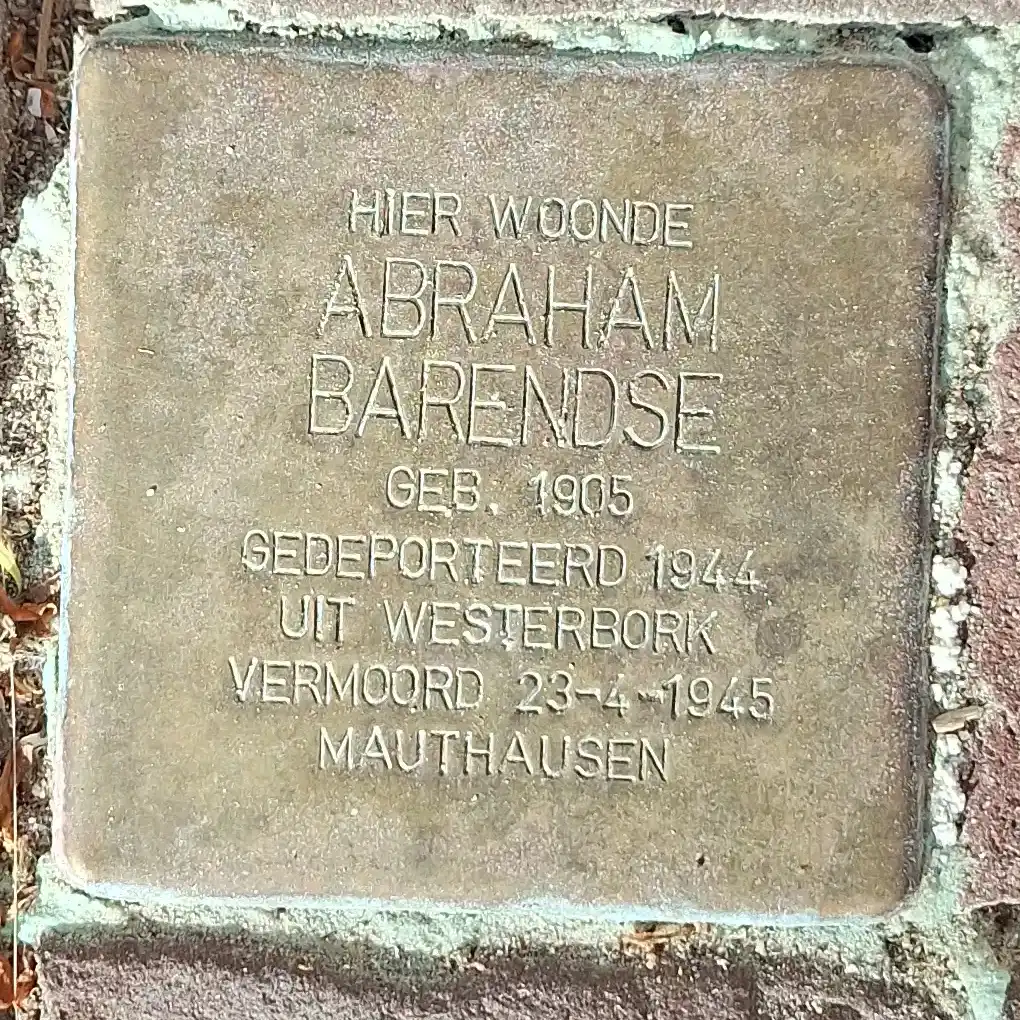 HIER WOONDE
ABRAHAM
BARENDSE
GEB. 1905
GEDEPORTEERD 1944
UIT WESTERBORK
VERMOORD 23-4-1945
MAUTHAUSEN